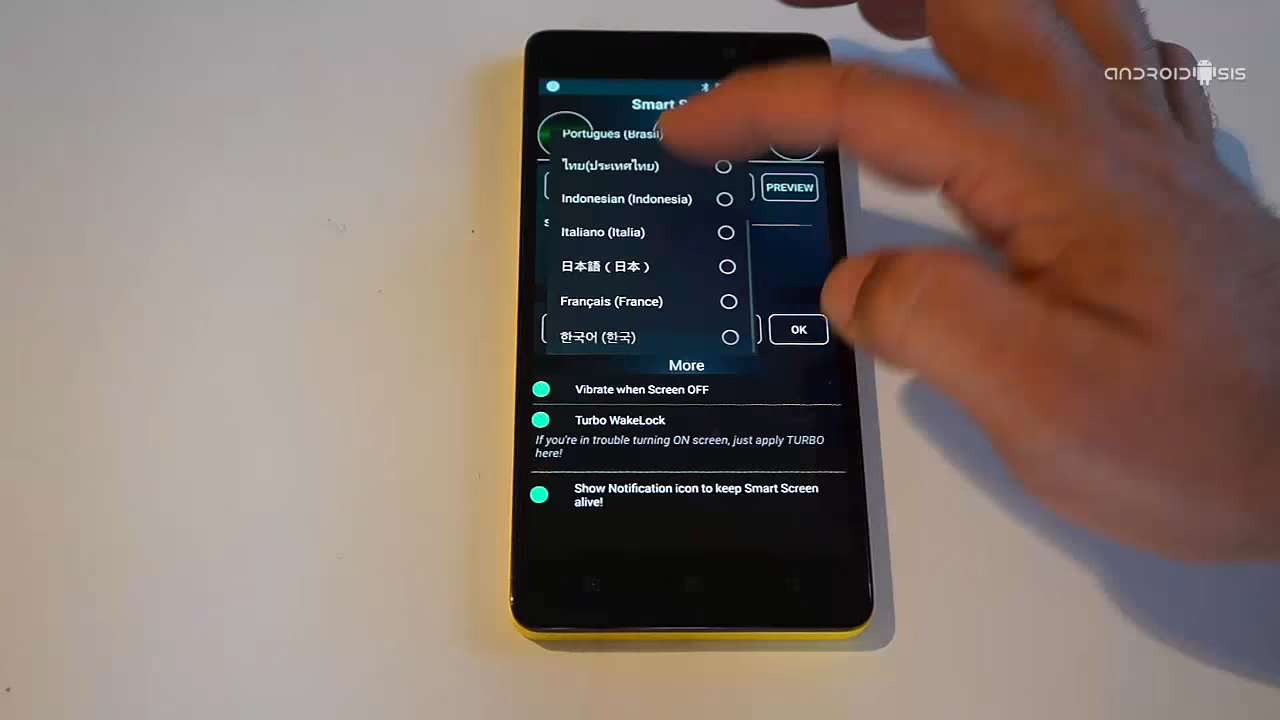 ANDROIDSIS
Smart S
Português (Brasil)
ไทย(ประเทศไทย)
PREVIEW
Indonesian (Indonesia)
Italiano (Italia)
日本語 ( 日本 )
Français (France)
한국어 (한국)
OK
More
Vibrate when Screen OFF
Turbo WakeLock
If you're in trouble turning ON screen, just apply TURBO
here!
Show Notification icon to keep Smart Screen
alive!